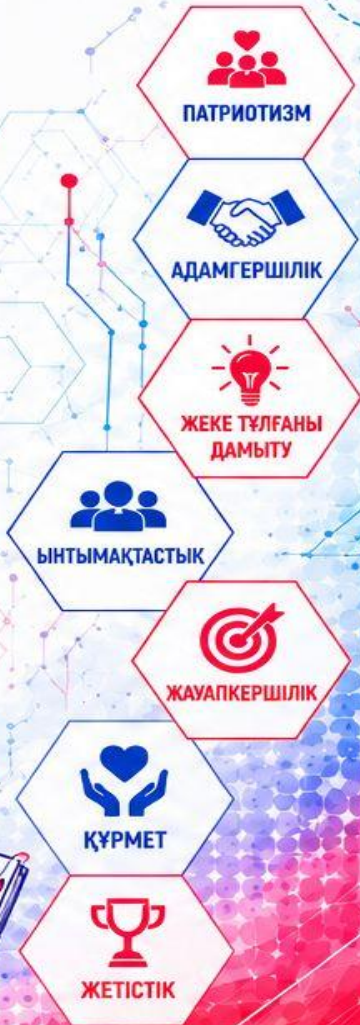 ПАТРИОТИЗМ
АДАМГЕРШІЛІК
ЖЕКЕ ТҰЛҒАНЫ
ДАМЫТУ
ЫНТЫМАҚТАСТЫҚ
ЖАУАПКЕРШІЛІК
ҚҰРМЕТ
ЖЕТІСТІК